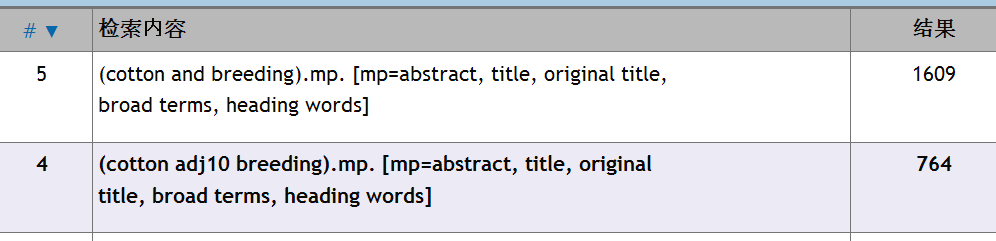 # ▼ 检索内容 结果
5 (cotton and breeding).mp. [mp=abstract, title, original title, 1609
broad terms, heading words]
4 (cotton adj10 breeding).mp. [mp=abstract, title, original 764
title, broad terms, heading words]